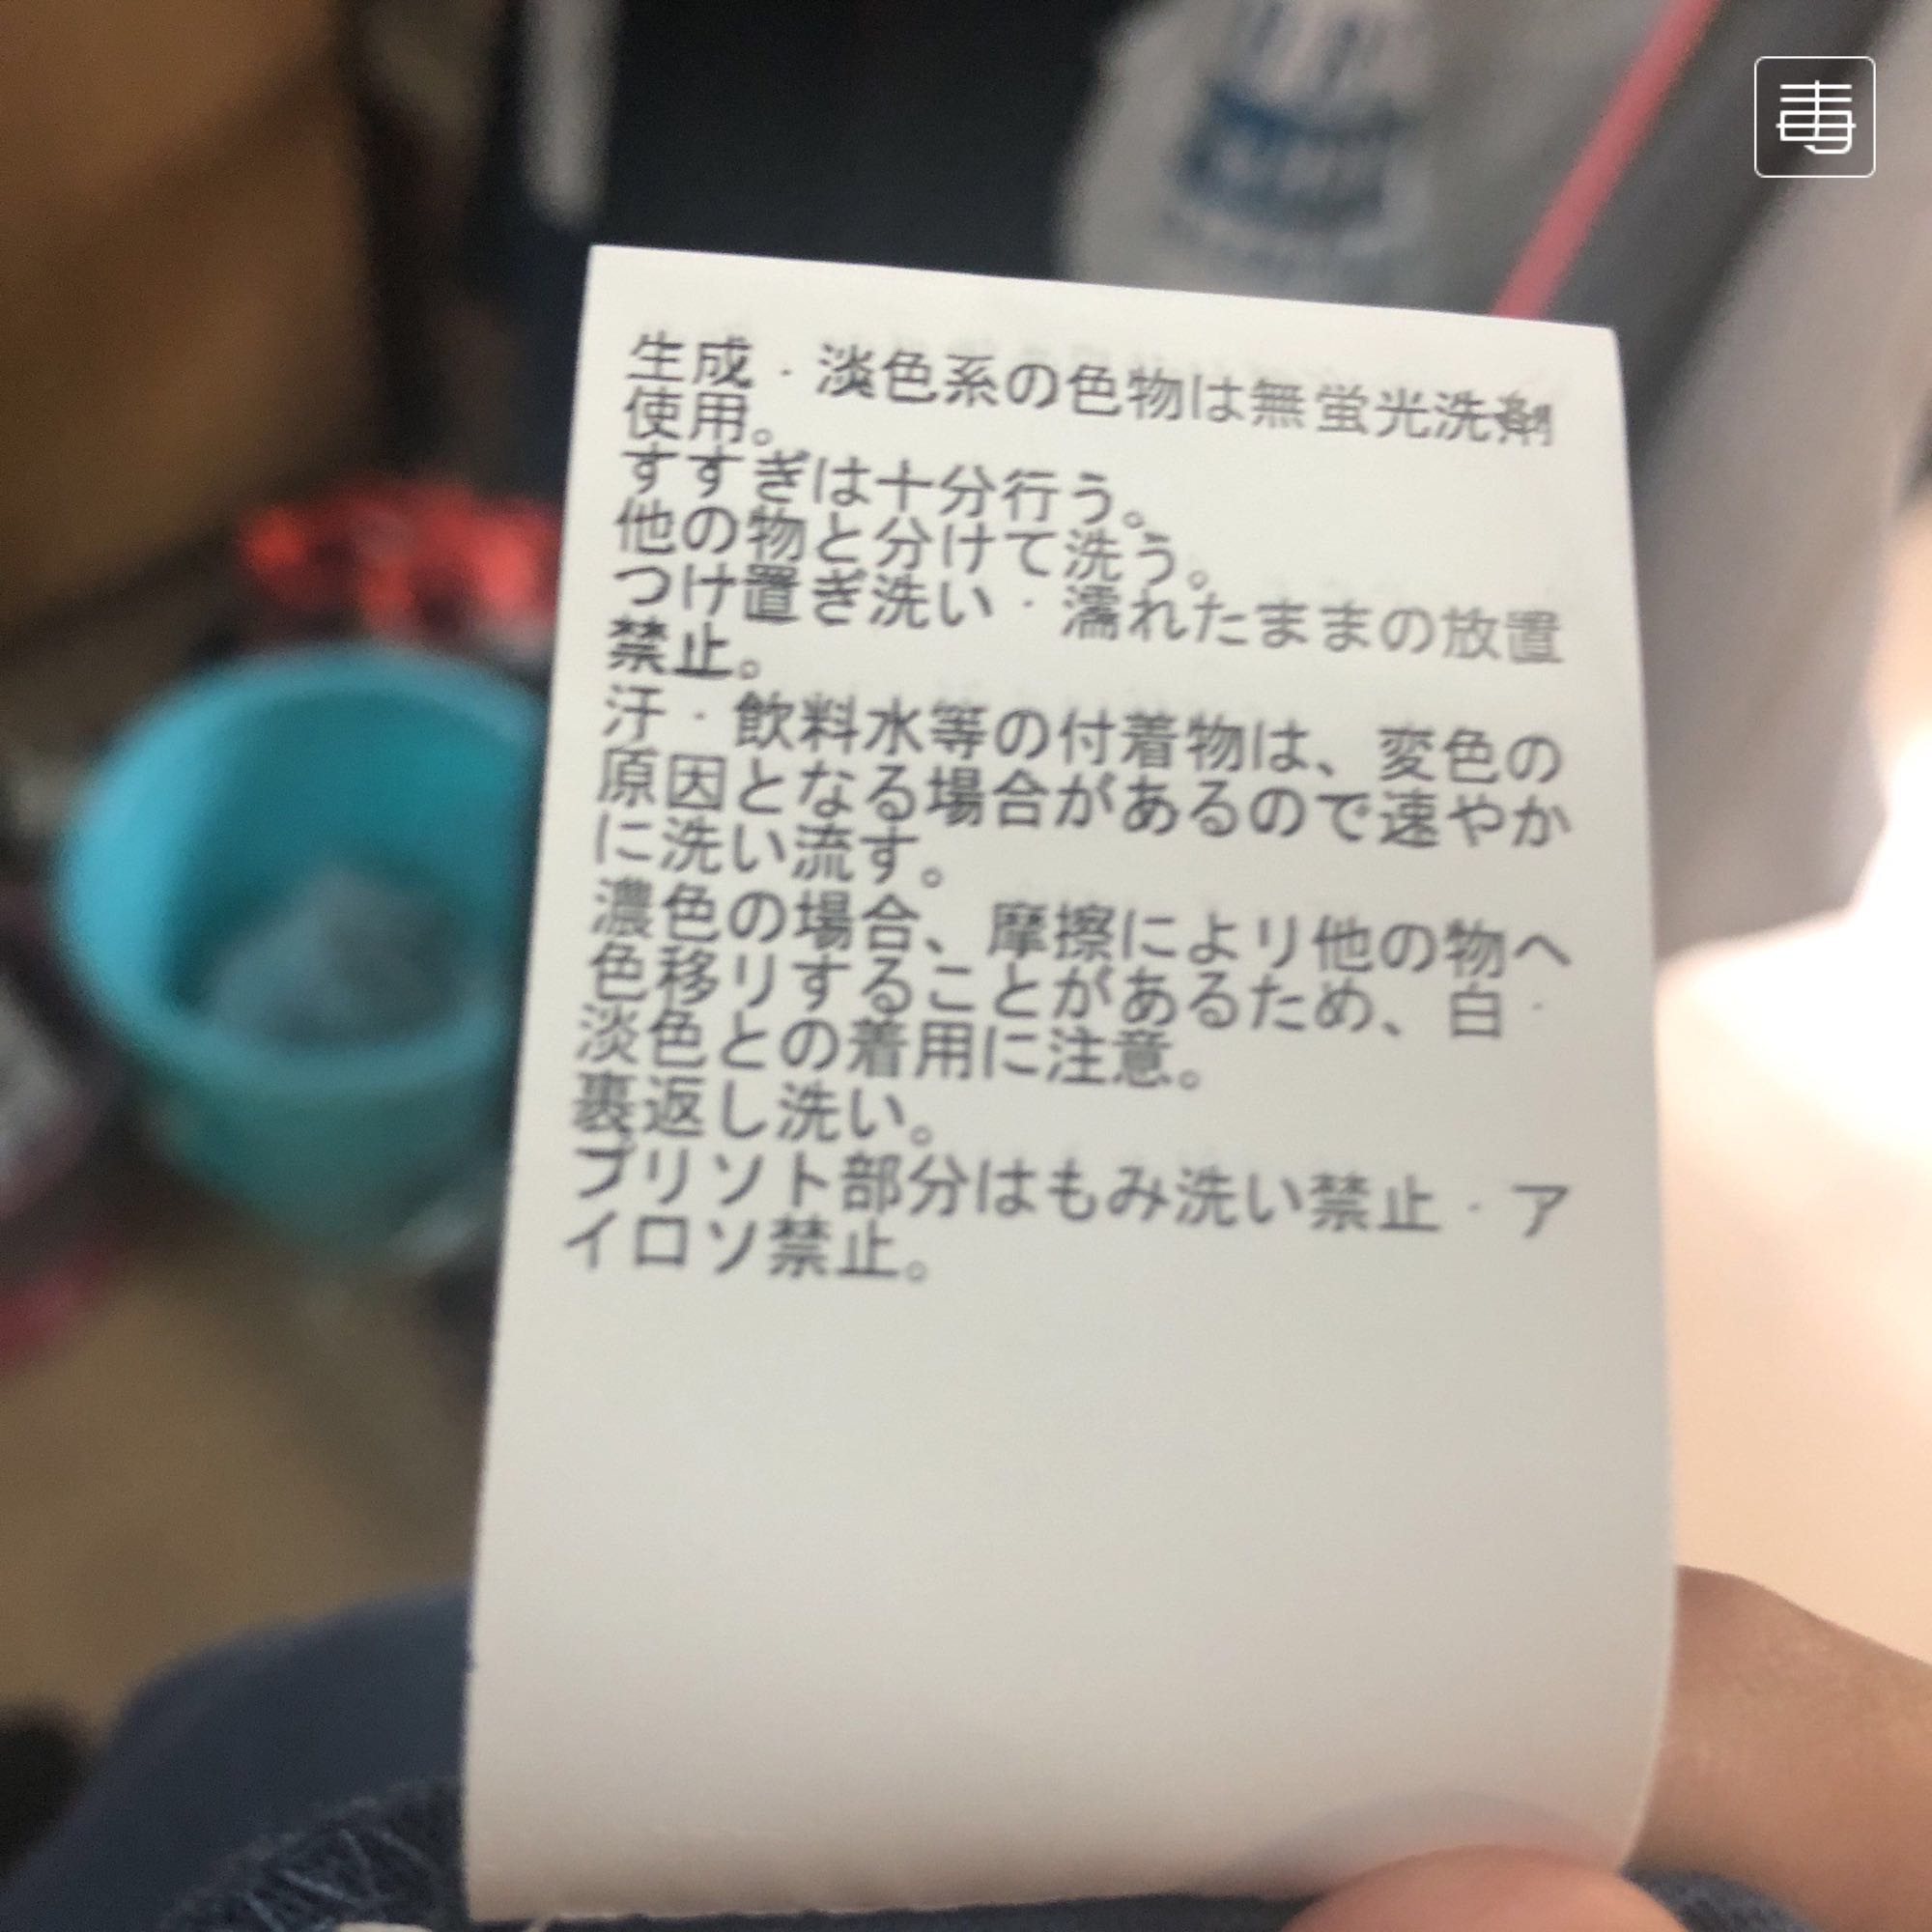 毒
生成・淡色系の色物は無蛍光洗剤
使用。
すすぎは十分行う。
他の物と分けて洗う。
つけ置ぎ洗い・濡れたままの放置
禁止。
汗・飲料水等の付着物は、変色の
原因となる場合があるので速やか
に洗い流す。
濃色の場合、摩擦によリ他の物へ
色移リすることがあるため、白・
淡色との着用に注意。
裏返し洗い。
プリソト部分はもみ洗い禁止・ア
イロソ禁止。